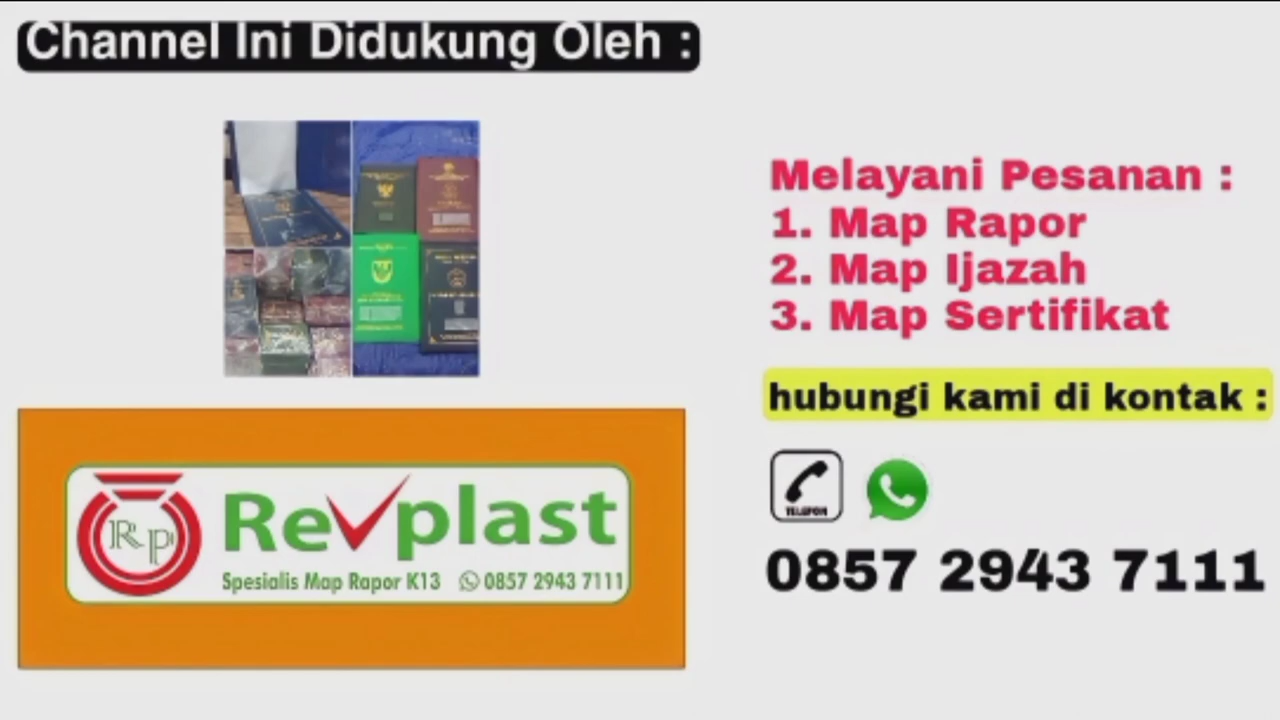 Channel Ini Didukung Oleh :
Melayani Pesanan :
1. Map Rapor
2. Map Ijazah
3. Map Sertifikat
hubungi kami di kontak :
TELEPON
0857 2943 7111
Rp
Revplast
Spesialis Map Rapor K13 0857 2943 7111